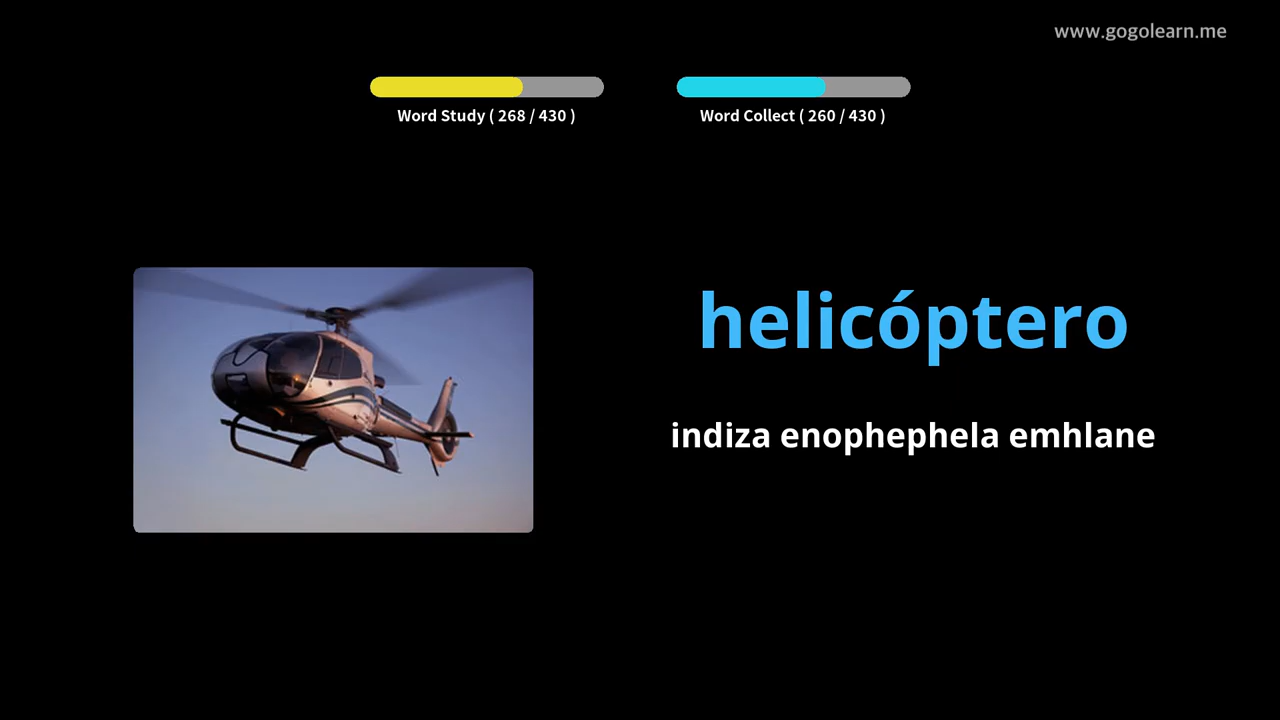 www.gogolearn.me
Word Study ( 268 / 430 )
Word Collect ( 260 / 430 )
helicóptero
indiza enophephela emhlane